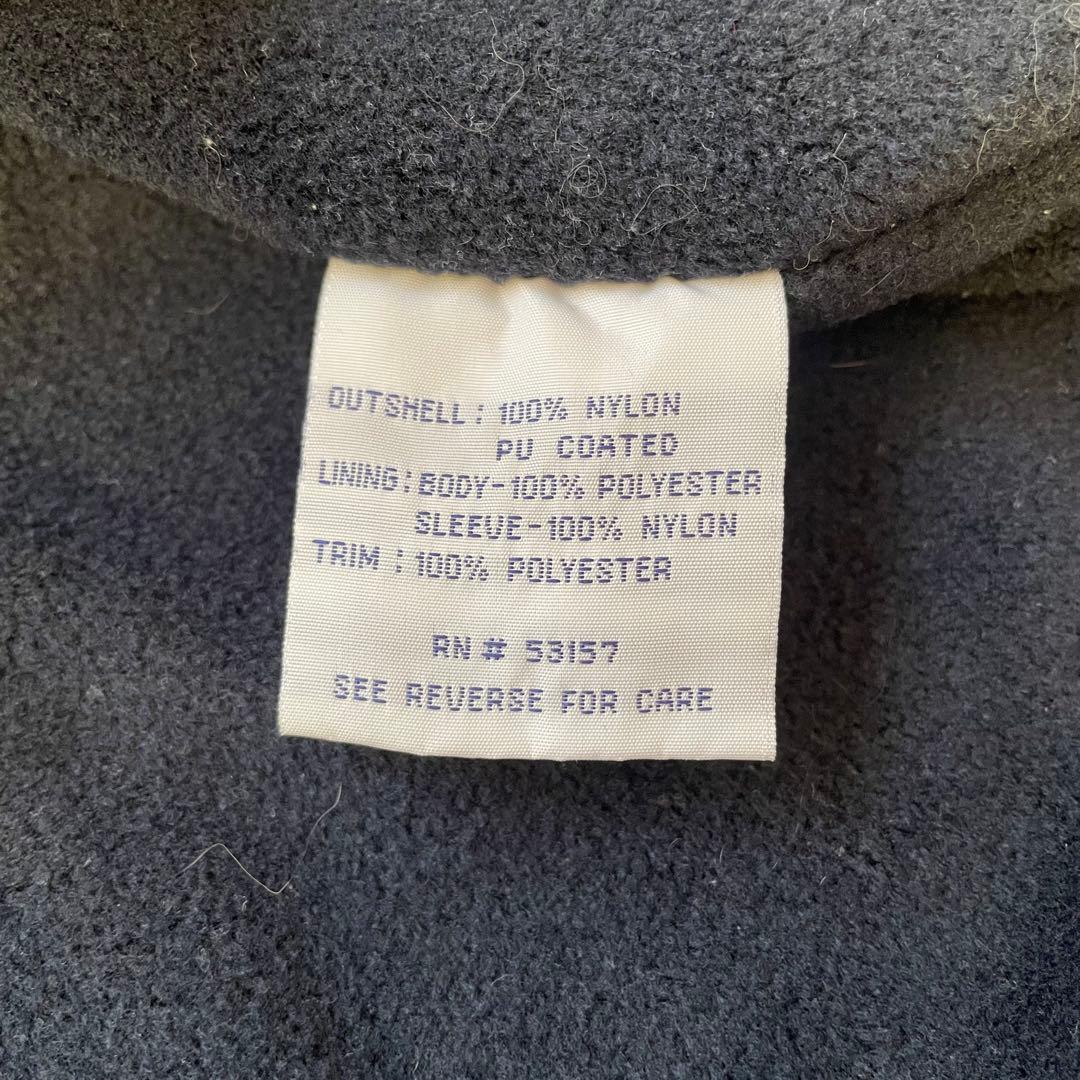 OUTSHELL: 100% NYLON
PU COATED
LINING: BODY-100% POLYESTER
SLEEVE-100% NYLON
TRIM : 100% POLYESTER
RN # 53157
SEE REVERSE FOR CARE